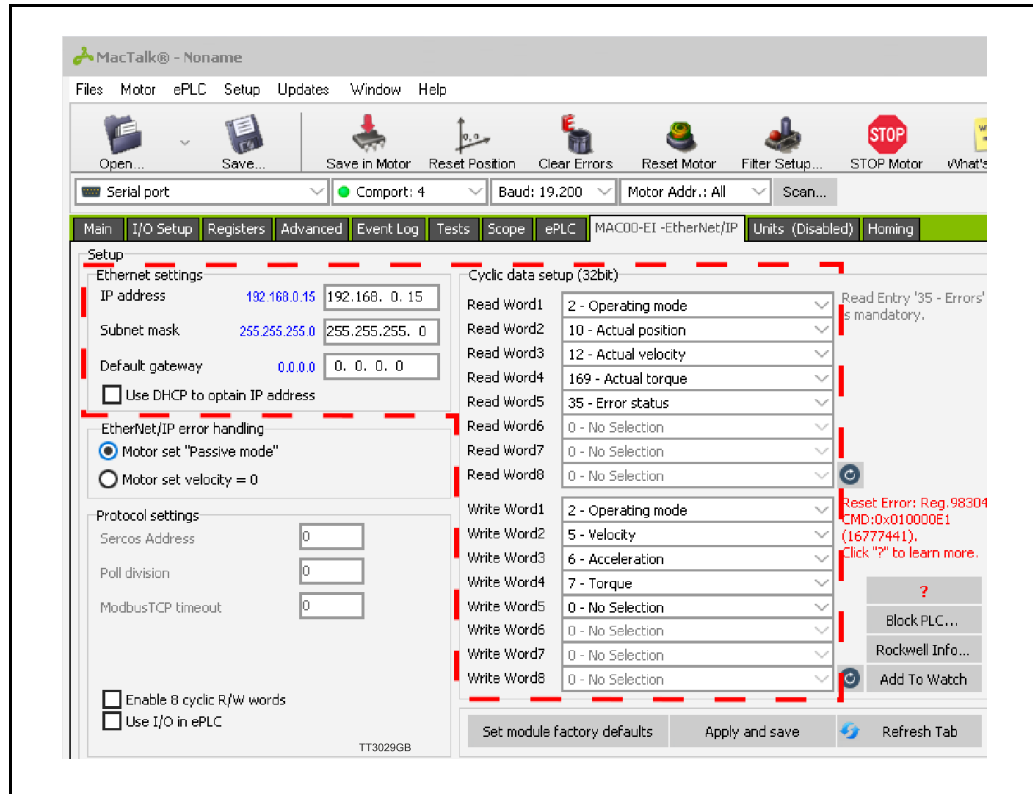 MacTalk® - Noname
Files Motor ePLC Setup Updates Window Help
Open... Save... Save in Motor Reset Position Clear Errors Reset Motor Filter Setup... STOP Motor What's
STOP
0,0
Serial port Comport: 4 Baud: 19.200 Motor Addr.: All Scan...
Main I/O Setup Registers Advanced Event Log Tests Scope ePLC MAC00-EI -EtherNet/IP Units (Disabled) Homing
Setup
Ethernet settings
IP address 192.168.0.15 192.168. 0. 15
Subnet mask 255.255.255.0 255.255.255. 0
Default gateway 0.0.0.0 0. 0. 0. 0
Use DHCP to optain IP address
EtherNet/IP error handling
Motor set "Passive mode"
Motor set velocity = 0
Protocol settings
Sercos Address 0
Poll division 0
ModbusTCP timeout 0
Enable 8 cyclic R/W words
Use I/O in ePLC
TT3029GB
Cyclic data setup (32bit)
Read Word1 2 - Operating mode
Read Word2 10 - Actual position
Read Word3 12 - Actual velocity
Read Word4 169 - Actual torque
Read Word5 35 - Error status
Read Word6 0 - No Selection
Read Word7 0 - No Selection
Read Word8 0 - No Selection
Write Word1 2 - Operating mode
Write Word2 5 - Velocity
Write Word3 6 - Acceleration
Write Word4 7 - Torque
Write Word5 0 - No Selection
Write Word6 0 - No Selection
Write Word7 0 - No Selection
Write Word8 0 - No Selection
Read Entry '35 - Errors'
is mandatory.
Reset Error: Reg.98304
CMD:0x010000E1
(16777441).
Click "?" to learn more.
?
Block PLC...
Rockwell Info...
Add To Watch
Set module factory defaults Apply and save Refresh Tab